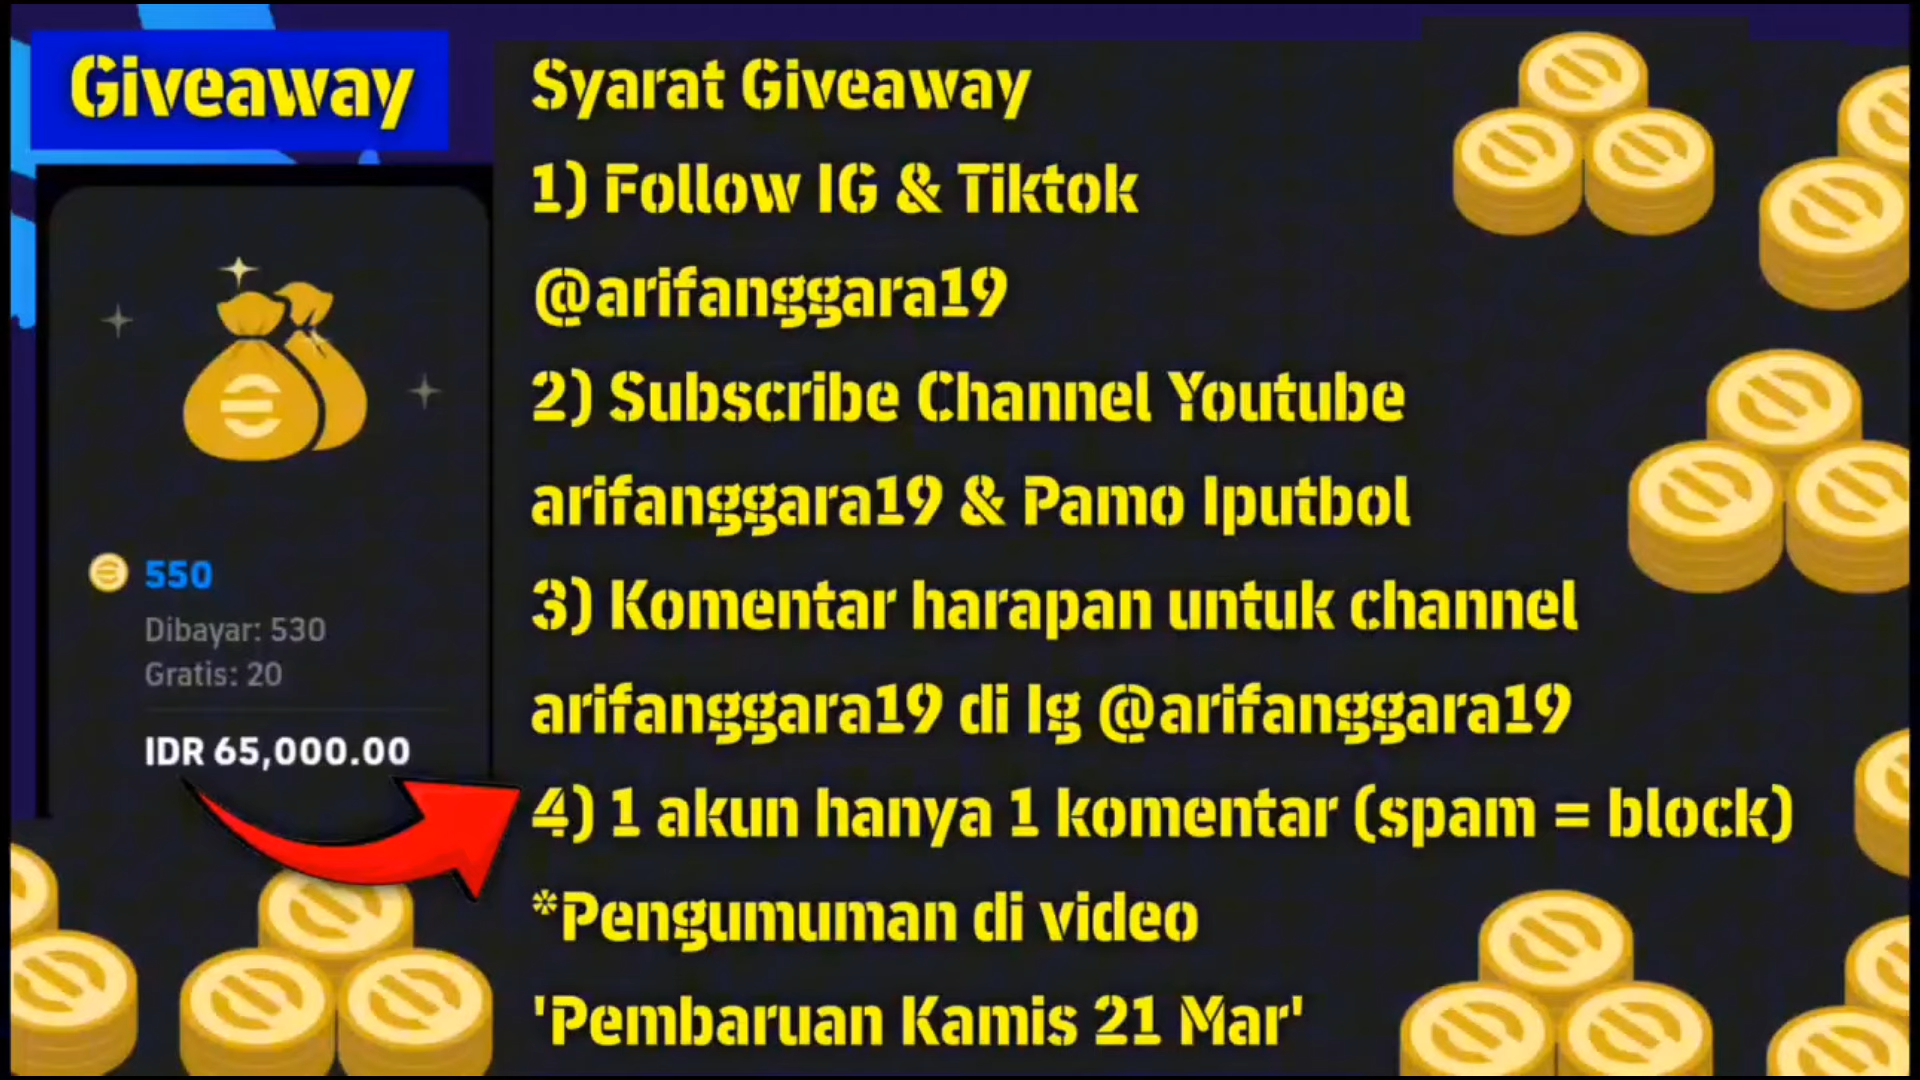 Giveaway
550
Dibayar: 530
Gratis: 20
IDR 65,000.00
Syarat Giveaway
1) Follow IG & Tiktok
@arifanggara19
2) Subscribe Channel Youtube
arifanggara19 & Pamo Iputbol
3) Komentar harapan untuk channel
arifanggara19 di Ig @arifanggara19
4) 1 akun hanya 1 komentar (spam = block)
*Pengumuman di video
'Pembaruan Kamis 21 Mar'